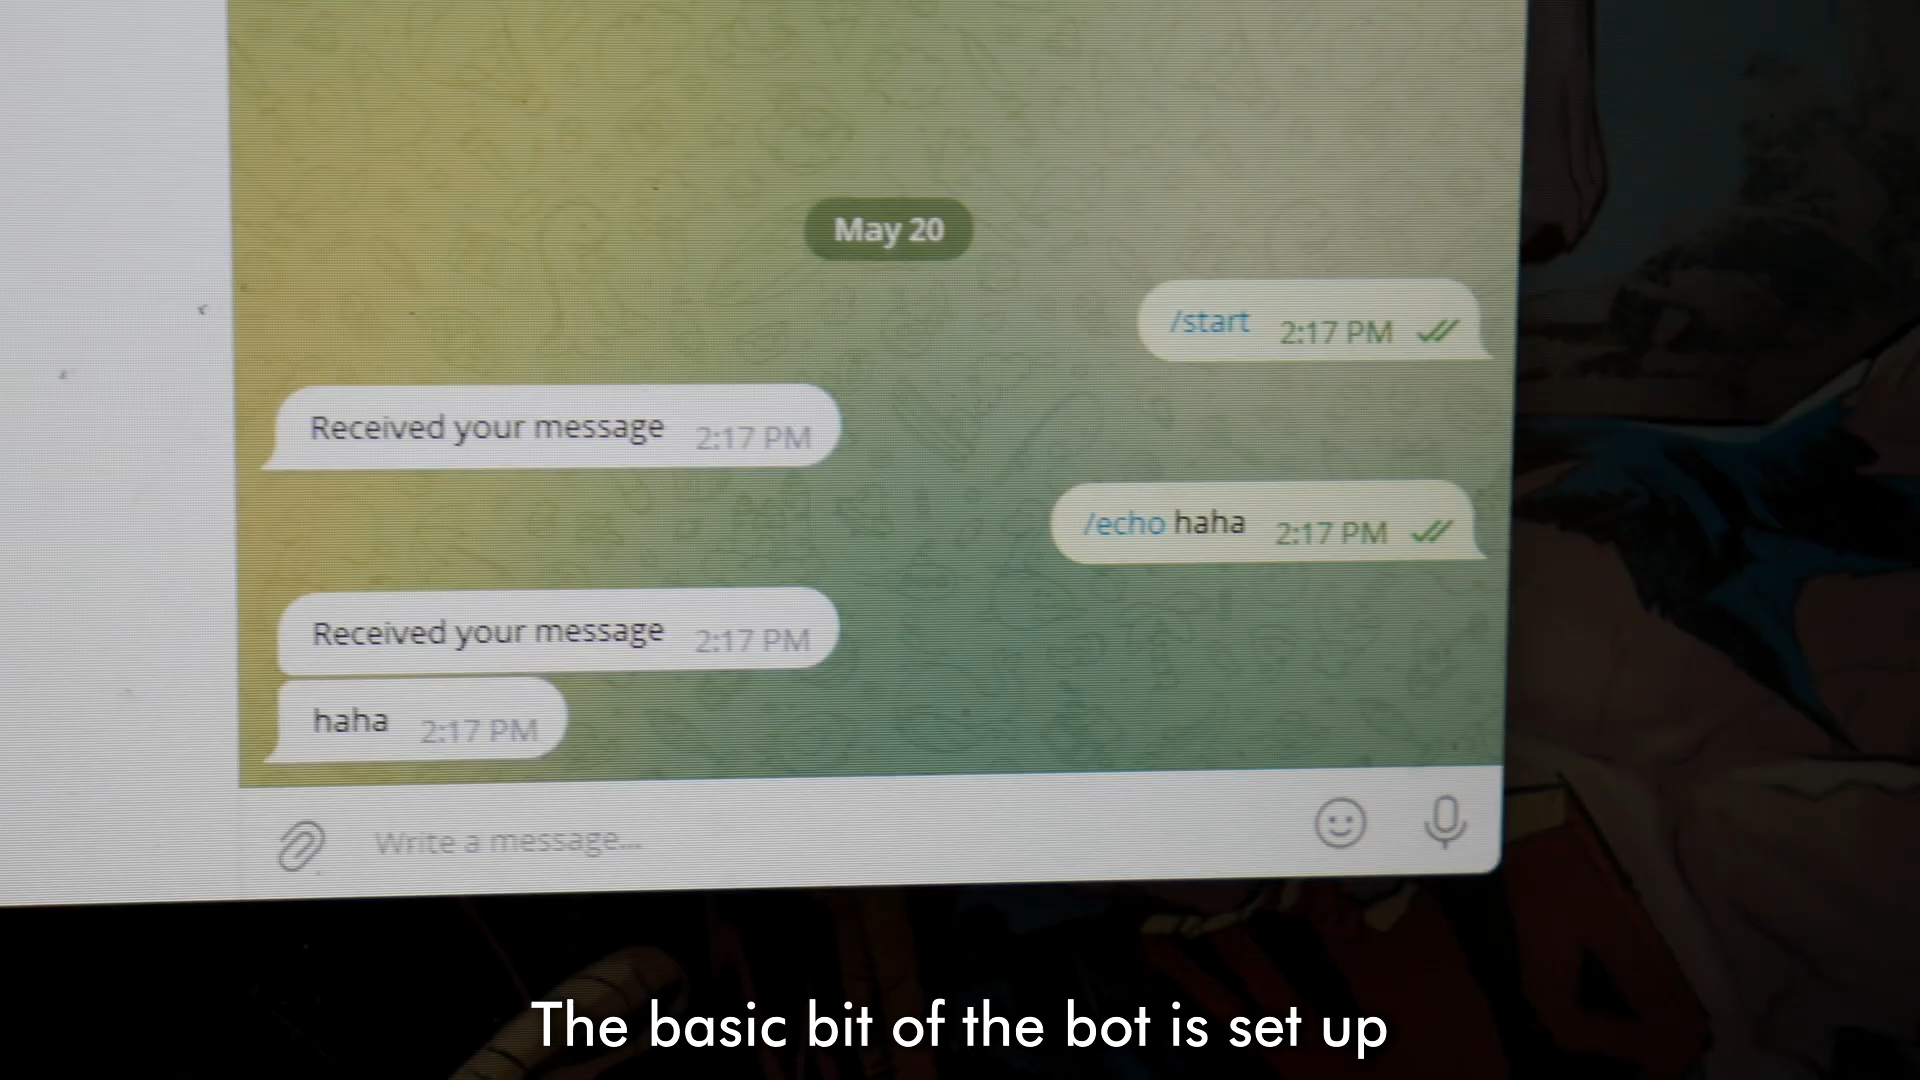 May 20
/start 2:17 PM
Received your message 2:17 PM
/echo haha 2:17 PM
Received your message 2:17 PM
haha 2:17 PM
Write a message...
The basic bit of the bot is set up